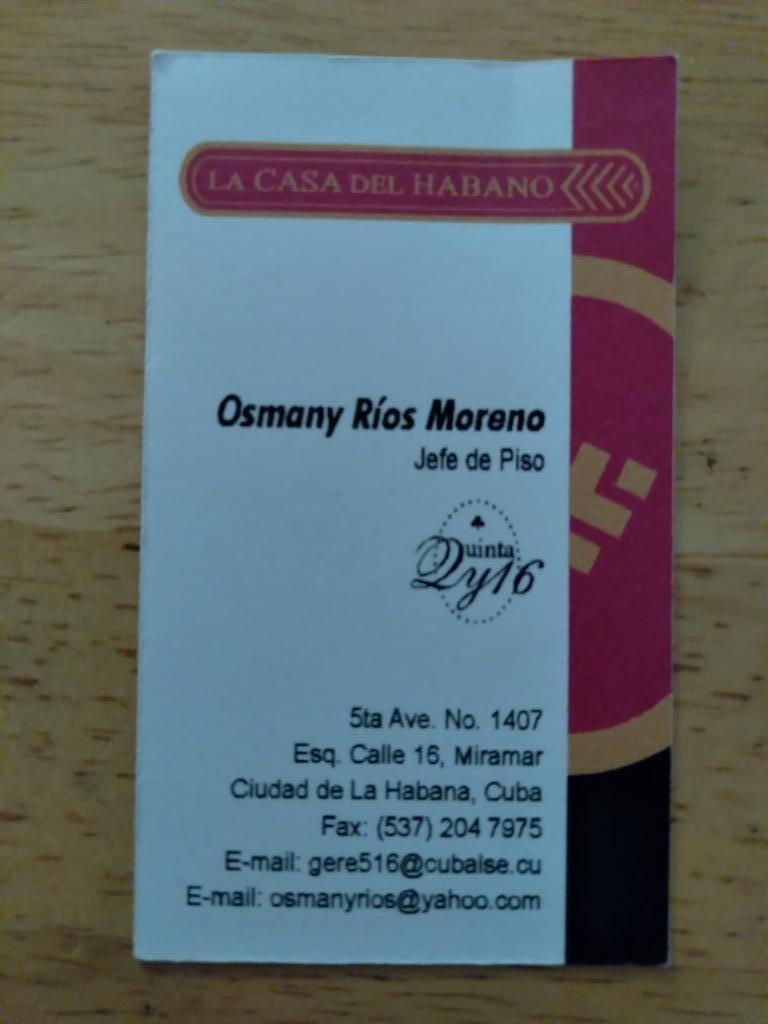 LA CASA DEL HABANO
Osmany Ríos Moreno
Jefe de Piso
Quinta
y16
5ta Ave. No. 1407
Esq. Calle 16, Miramar
Ciudad de La Habana, Cuba
Fax: (537) 204 7975
E-mail: gere516@cubalse.cu
E-mail: osmanyrios@yahoo.com